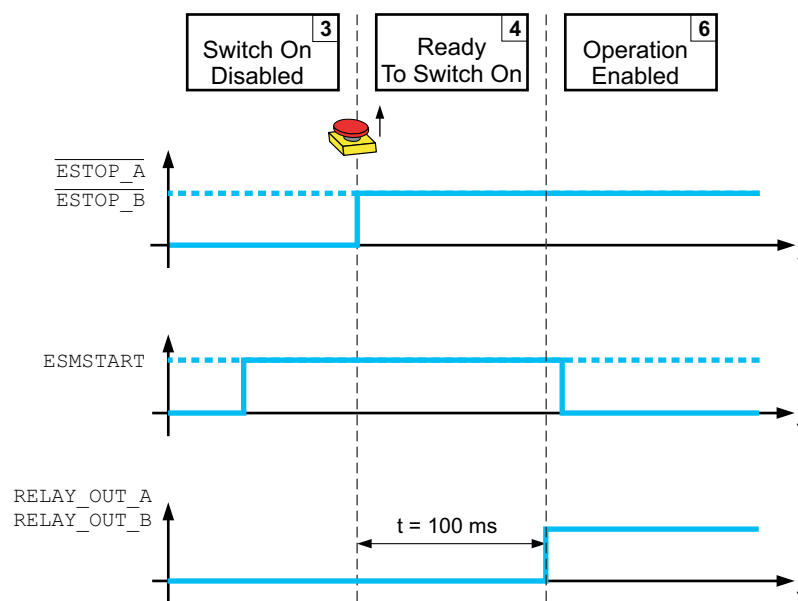 3
Switch On
Disabled
4
Ready
To Switch On
6
Operation
Enabled
ESTOP_A
ESTOP_B
ESMSTART
RELAY_OUT_A
RELAY_OUT_B
t = 100 ms